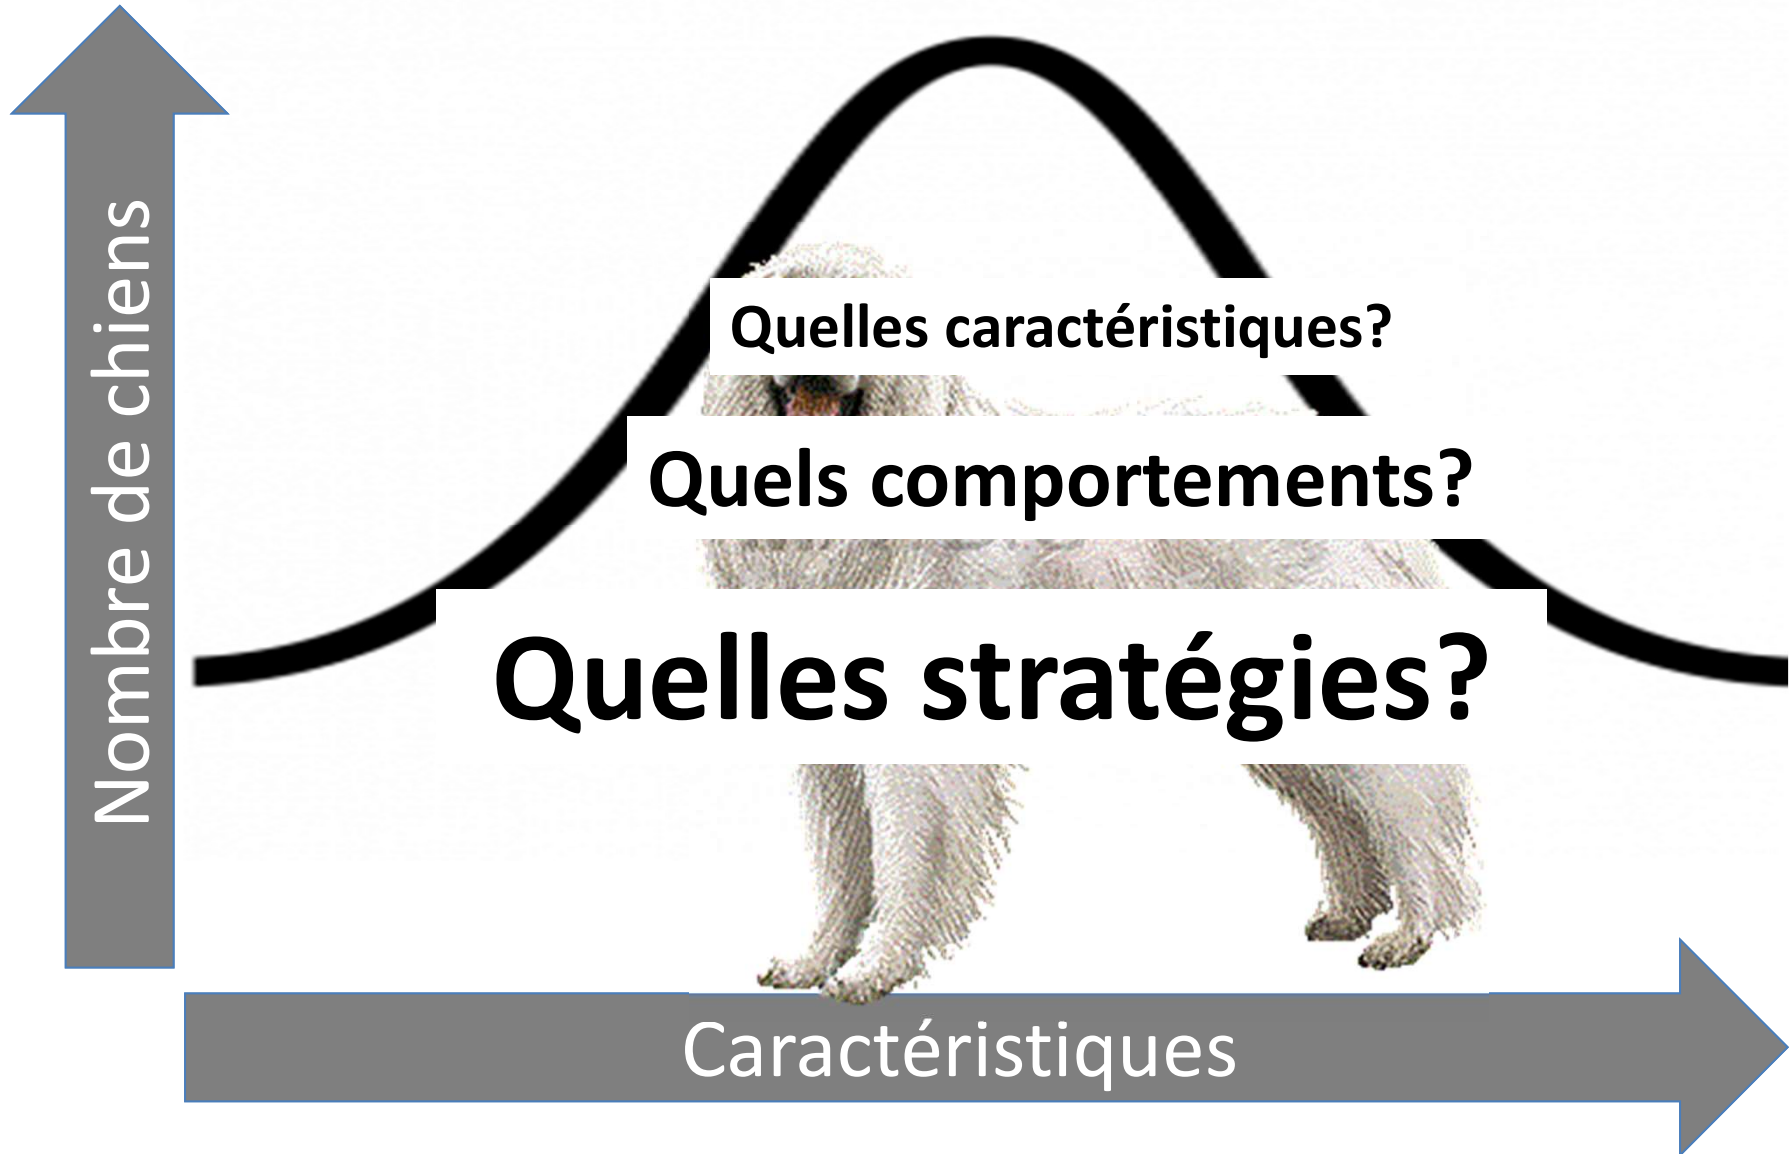 Nombre de chiens
Quelles caractéristiques?
Quels comportements?
Quelles stratégies?
Caractéristiques